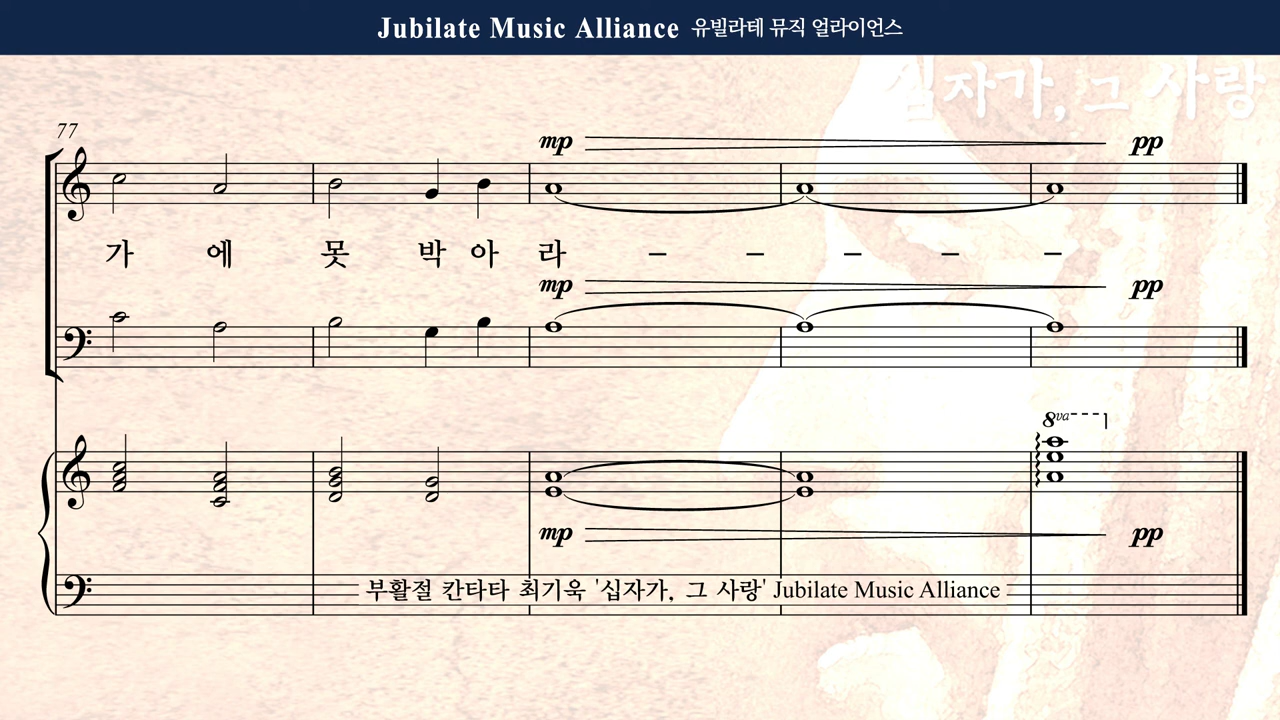 Jubilate Music Alliance 유빌라테 뮤직 얼라이언스
십자가, 그 사랑
77
mp pp
가 에 못 박 아 라 – – – – –
mp pp
8va
mp pp
부활절 칸타타 최기욱 '십자가, 그 사랑' Jubilate Music Alliance